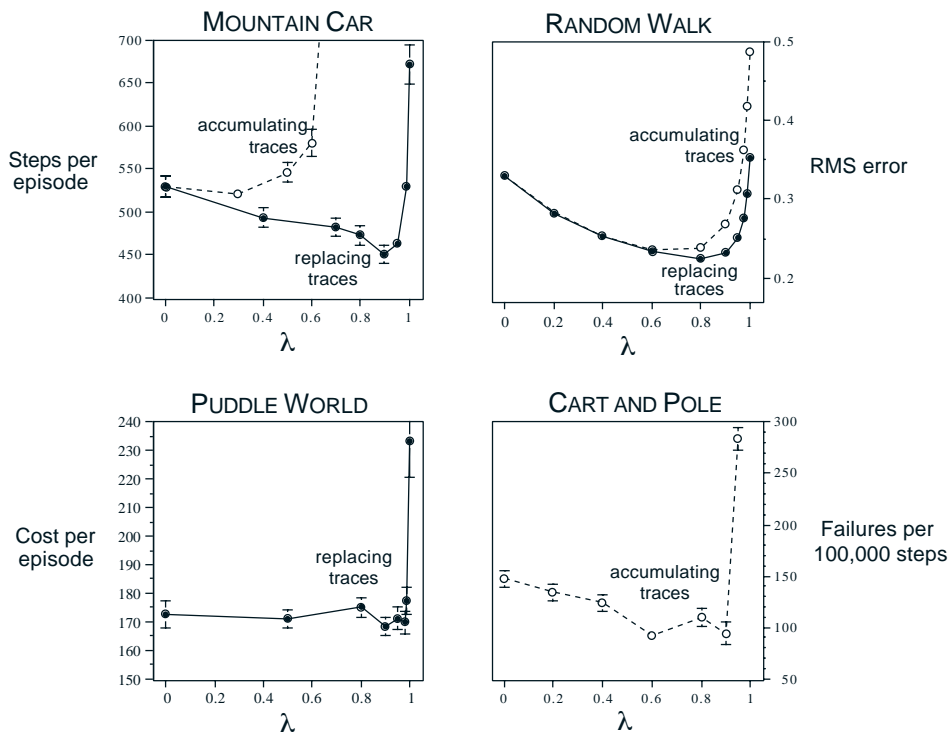 MOUNTAIN CAR
700
650
600
550
500
450
400
Steps per
episode
accumulating
traces
replacing
traces
0 0.2 0.4 0.6 0.8 1
λ
RANDOM WALK
0.5
0.4
0.3
0.2
RMS error
accumulating
traces
replacing
traces
0 0.2 0.4 0.6 0.8 1
λ
PUDDLE WORLD
240
230
220
210
200
190
180
170
160
150
Cost per
episode
replacing
traces
0 0.2 0.4 0.6 0.8 1
λ
CART AND POLE
300
250
200
150
100
50
Failures per
100,000 steps
accumulating
traces
0 0.2 0.4 0.6 0.8 1
λ